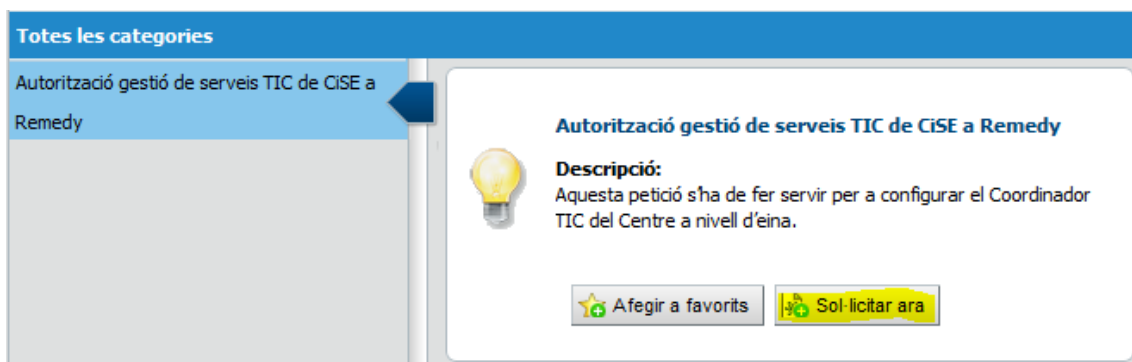 Totes les categories
Autorització gestió de serveis TIC de CiSE a
Remedy
Autorització gestió de serveis TIC de CiSE a Remedy
Descripció:
Aquesta petició s'ha de fer servir per a configurar el Coordinador
TIC del Centre a nivell d'eina.
Afegir a favorits
Sol·licitar ara